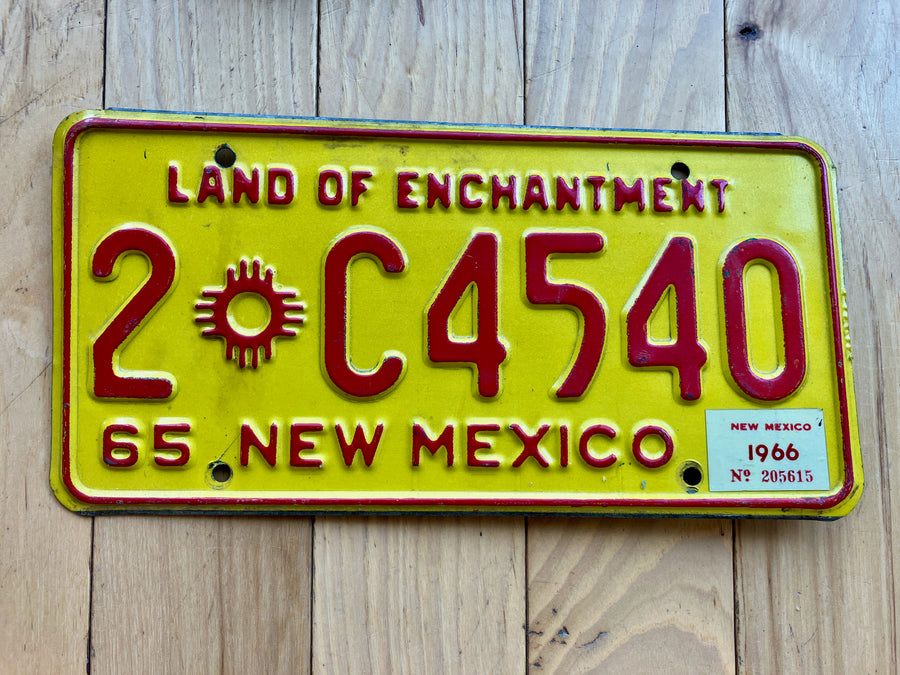 LAND OF ENCHANTMENT
2 C4540
65 NEW MEXICO
NEW MEXICO
1966
Nº 205615